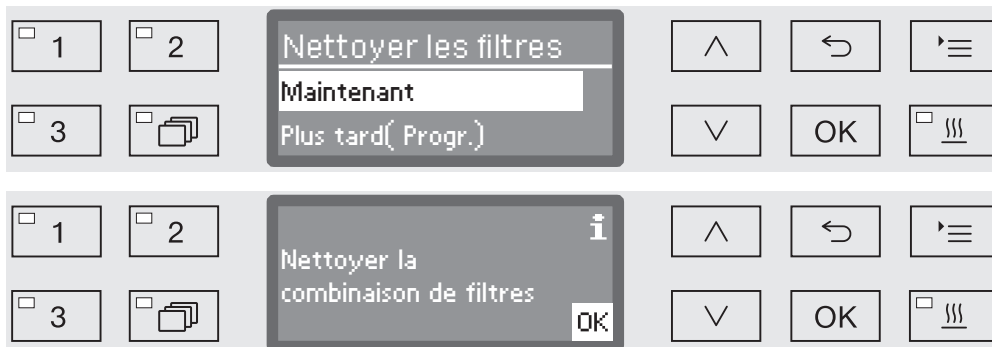 1 2
Nettoyer les filtres
Maintenant
3
Plus tard( Progr.)
OK
1 2
Nettoyer la
combinaison de filtres
OK
3
OK